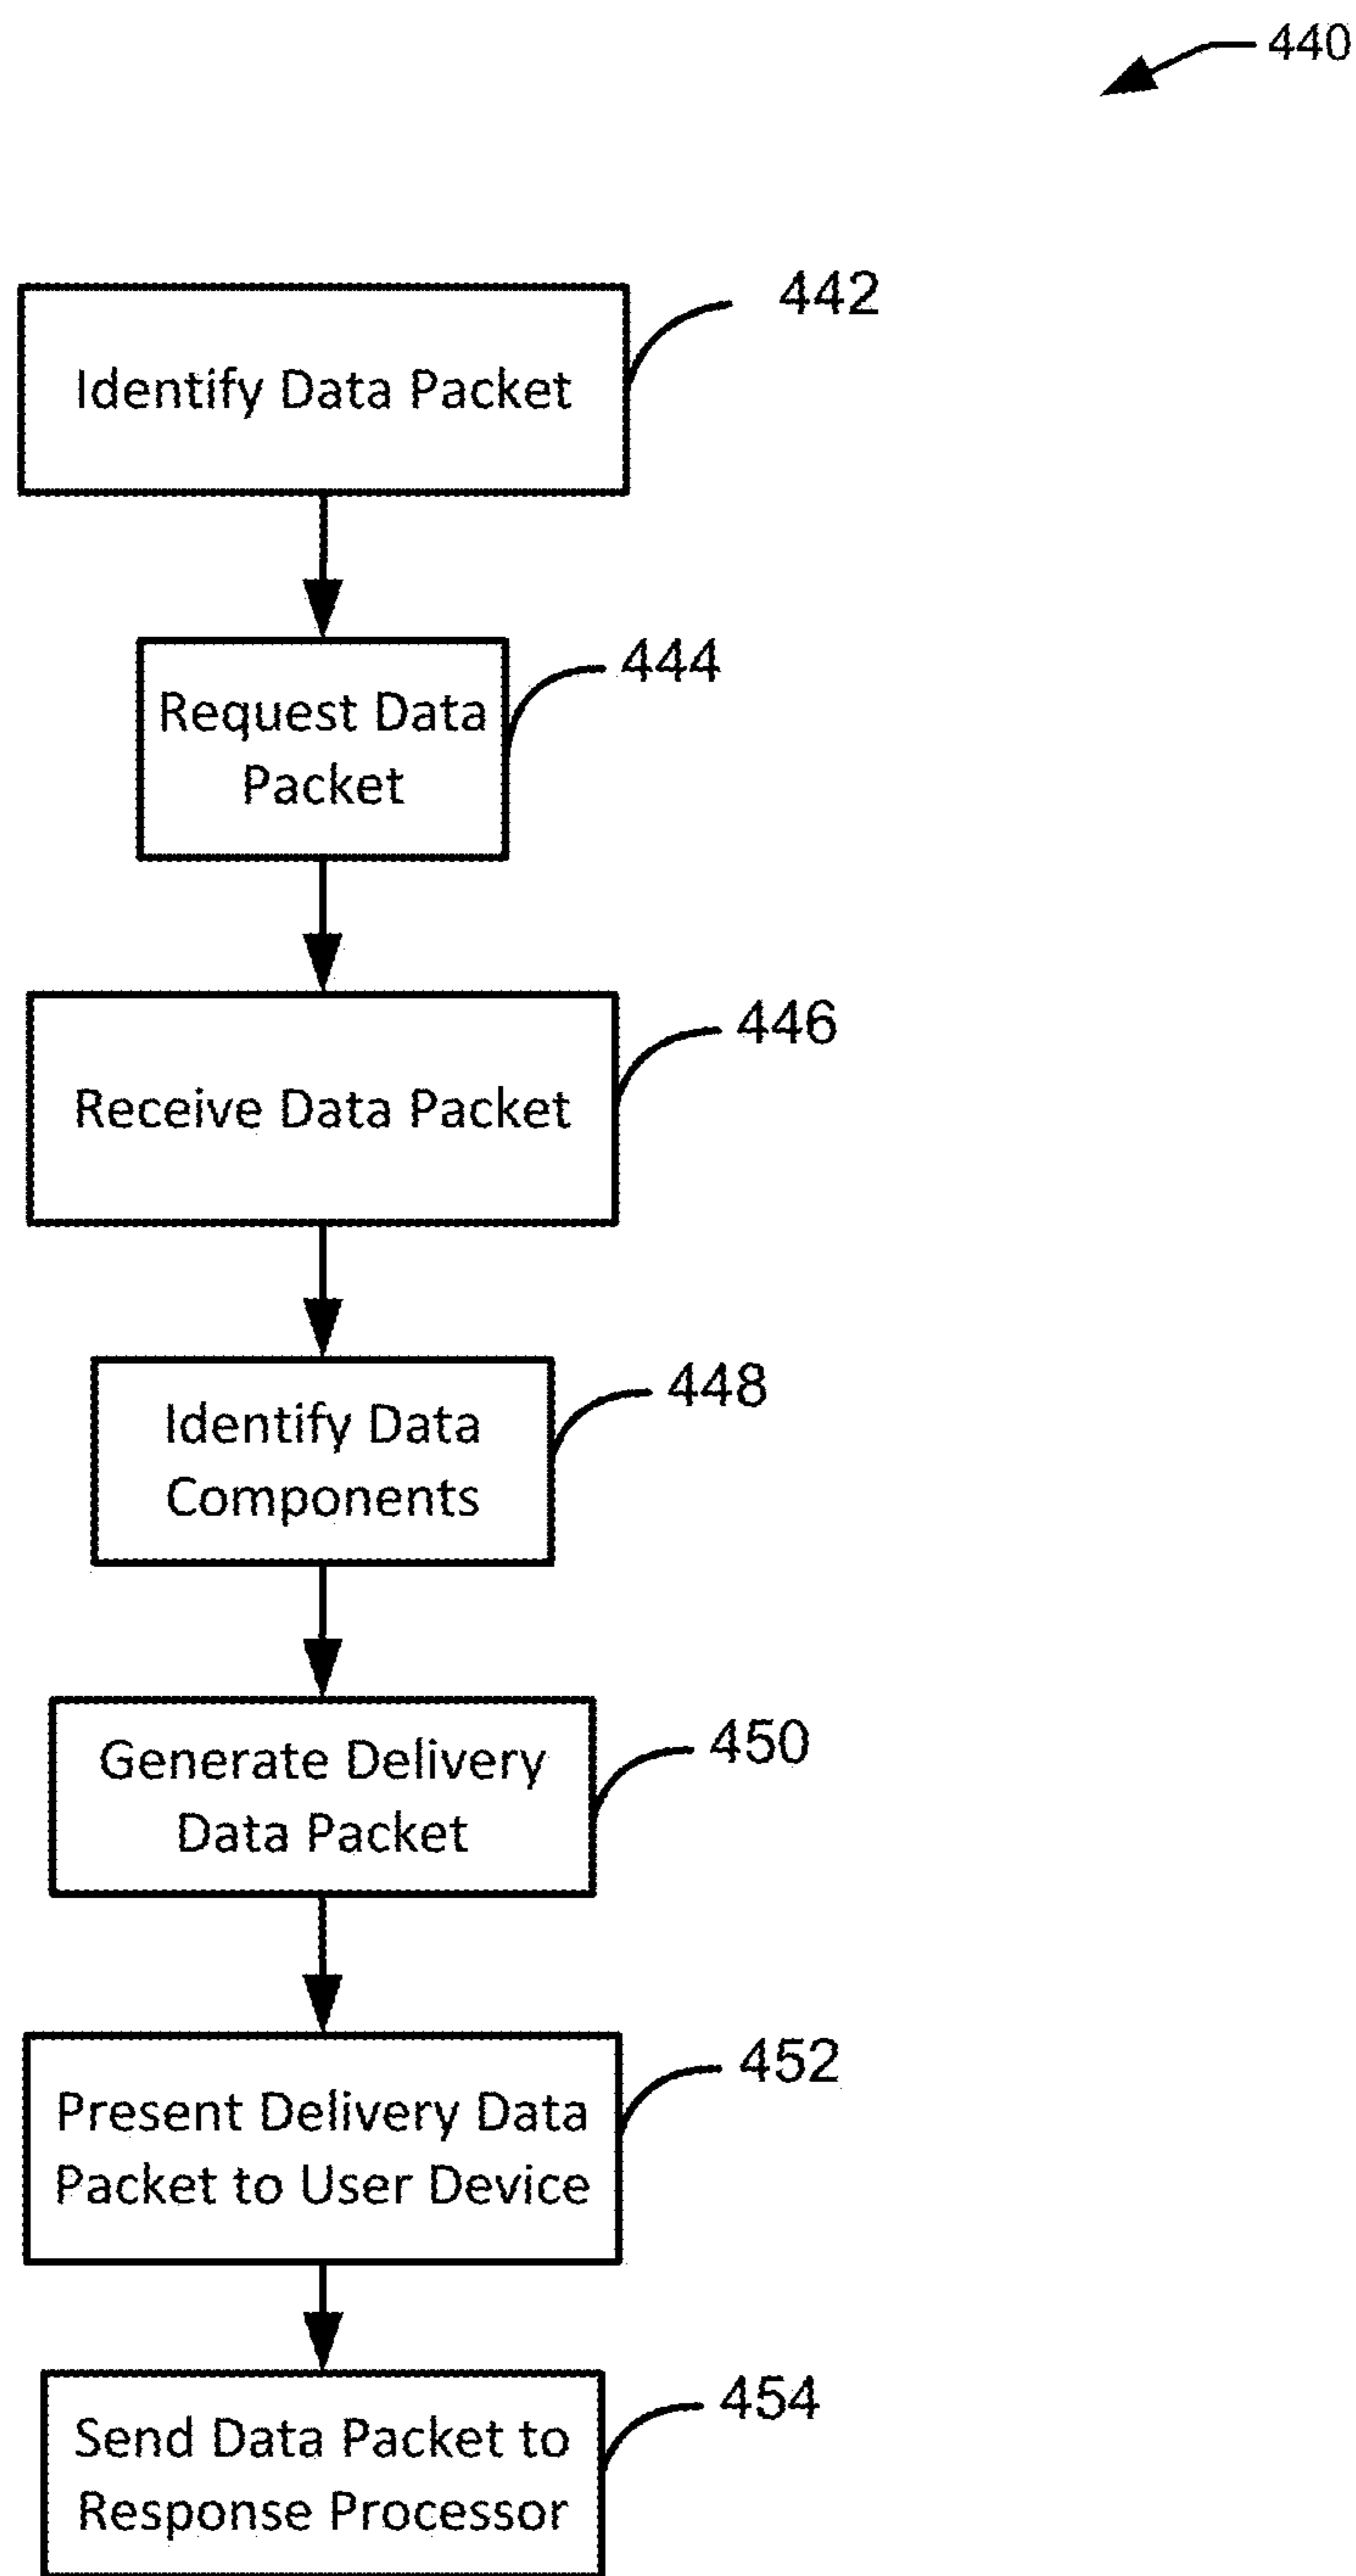 440
442
Identify Data Packet
444
Request Data
Packet
446
Receive Data Packet
448
Identify Data
Components
450
Generate Delivery
Data Packet
452
Present Delivery Data
Packet to User Device
454
Send Data Packet to
Response Processor